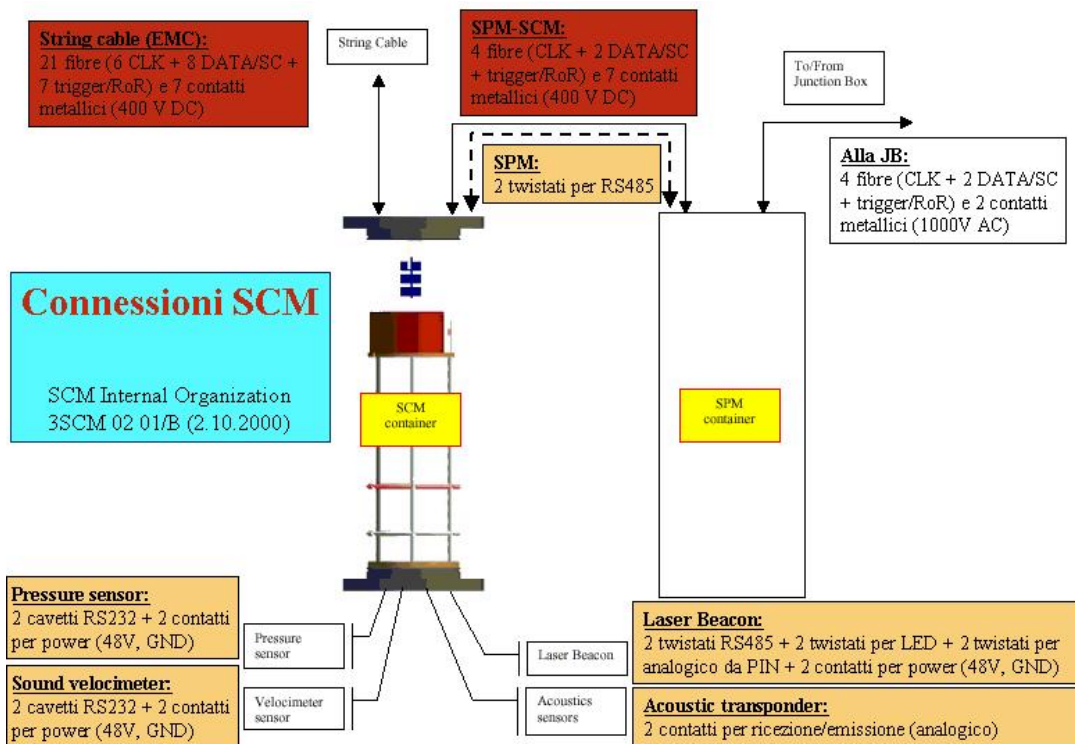 String cable (EMC):
21 fibre (6 CLK + 8 DATA/SC +
7 trigger/RoR) e 7 contatti
metallici (400 V DC)
String Cable
SPM-SCM:
4 fibre (CLK + 2 DATA/SC
+ trigger/RoR) e 7 contatti
metallici (400 V DC)
To/From
Junction Box
SPM:
2 twistati per RS485
Alla JB:
4 fibre (CLK + 2 DATA/SC
+ trigger/RoR) e 2 contatti
metallici (1000V AC)
Connessioni SCM
SCM Internal Organization
3SCM 02 01/B (2.10.2000)
SCM
container
SPM
container
Pressure sensor:
2 cavetti RS232 + 2 contatti
per power (48V, GND)
Sound velocimeter:
2 cavetti RS232 + 2 contatti
per power (48V, GND)
Pressure
sensor
Velocimeter
sensor
Laser Beacon
Acoustics
sensors
Laser Beacon:
2 twistati RS485 + 2 twistati per LED + 2 twistati per
analogico da PIN + 2 contatti per power (48V, GND)
Acoustic transponder:
2 contatti per ricezione/emissione (analogico)